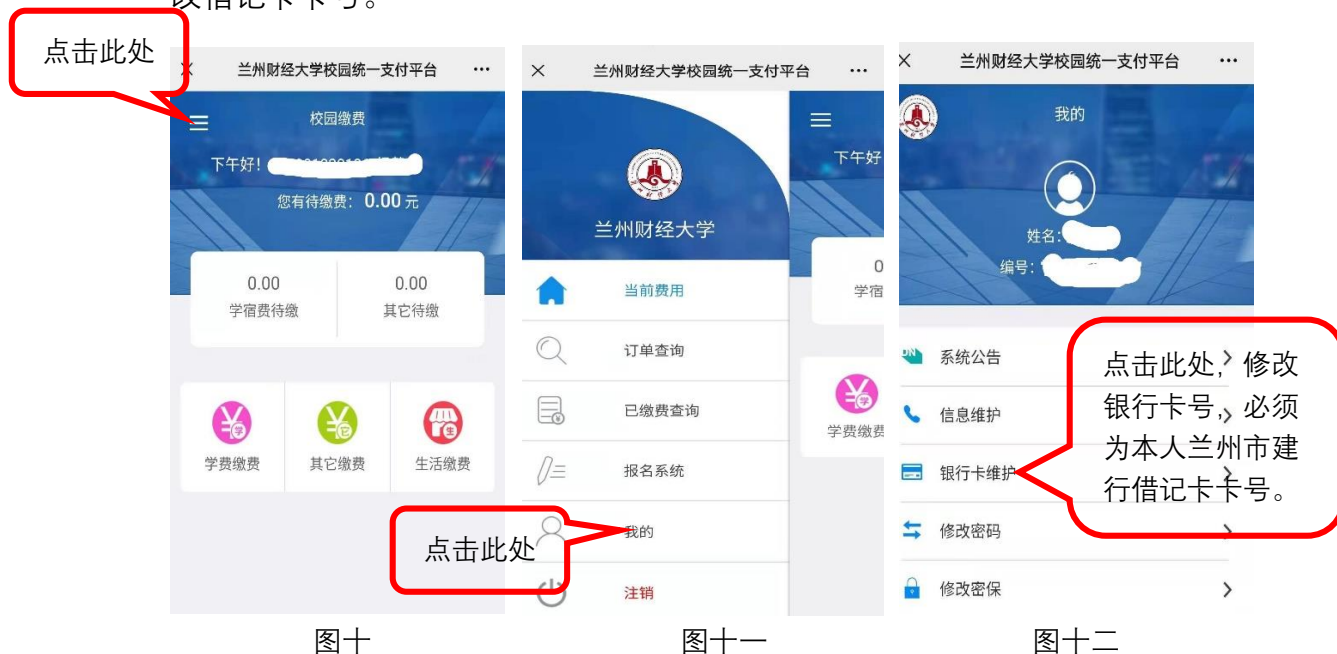 点击此处
兰州财经大学校园统一支付平台
校园缴费
下午好!
您有待缴费: 0.00 元
0.00
学宿费待缴
0.00
其它待缴
学费缴费
其它缴费
生活缴费
图十
兰州财经大学校园统一支付平台
兰州财经大学
当前费用
订单查询
已缴费查询
报名系统
我的
注销
点击此处
下午好
0
学宿
学费缴费
图十一
兰州财经大学校园统一支付平台
我的
姓名:
编号:
系统公告
信息维护
银行卡维护
修改密码
修改密保
点击此处，修改
银行卡号，必须
为本人兰州市建
行借记卡卡号。
图十二